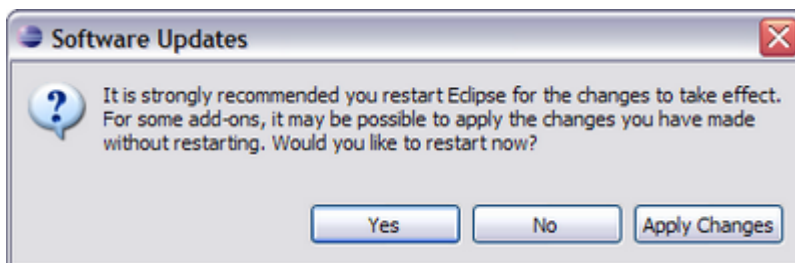 Software Updates
It is strongly recommended you restart Eclipse for the changes to take effect.
For some add-ons, it may be possible to apply the changes you have made
without restarting. Would you like to restart now?
Yes No Apply Changes